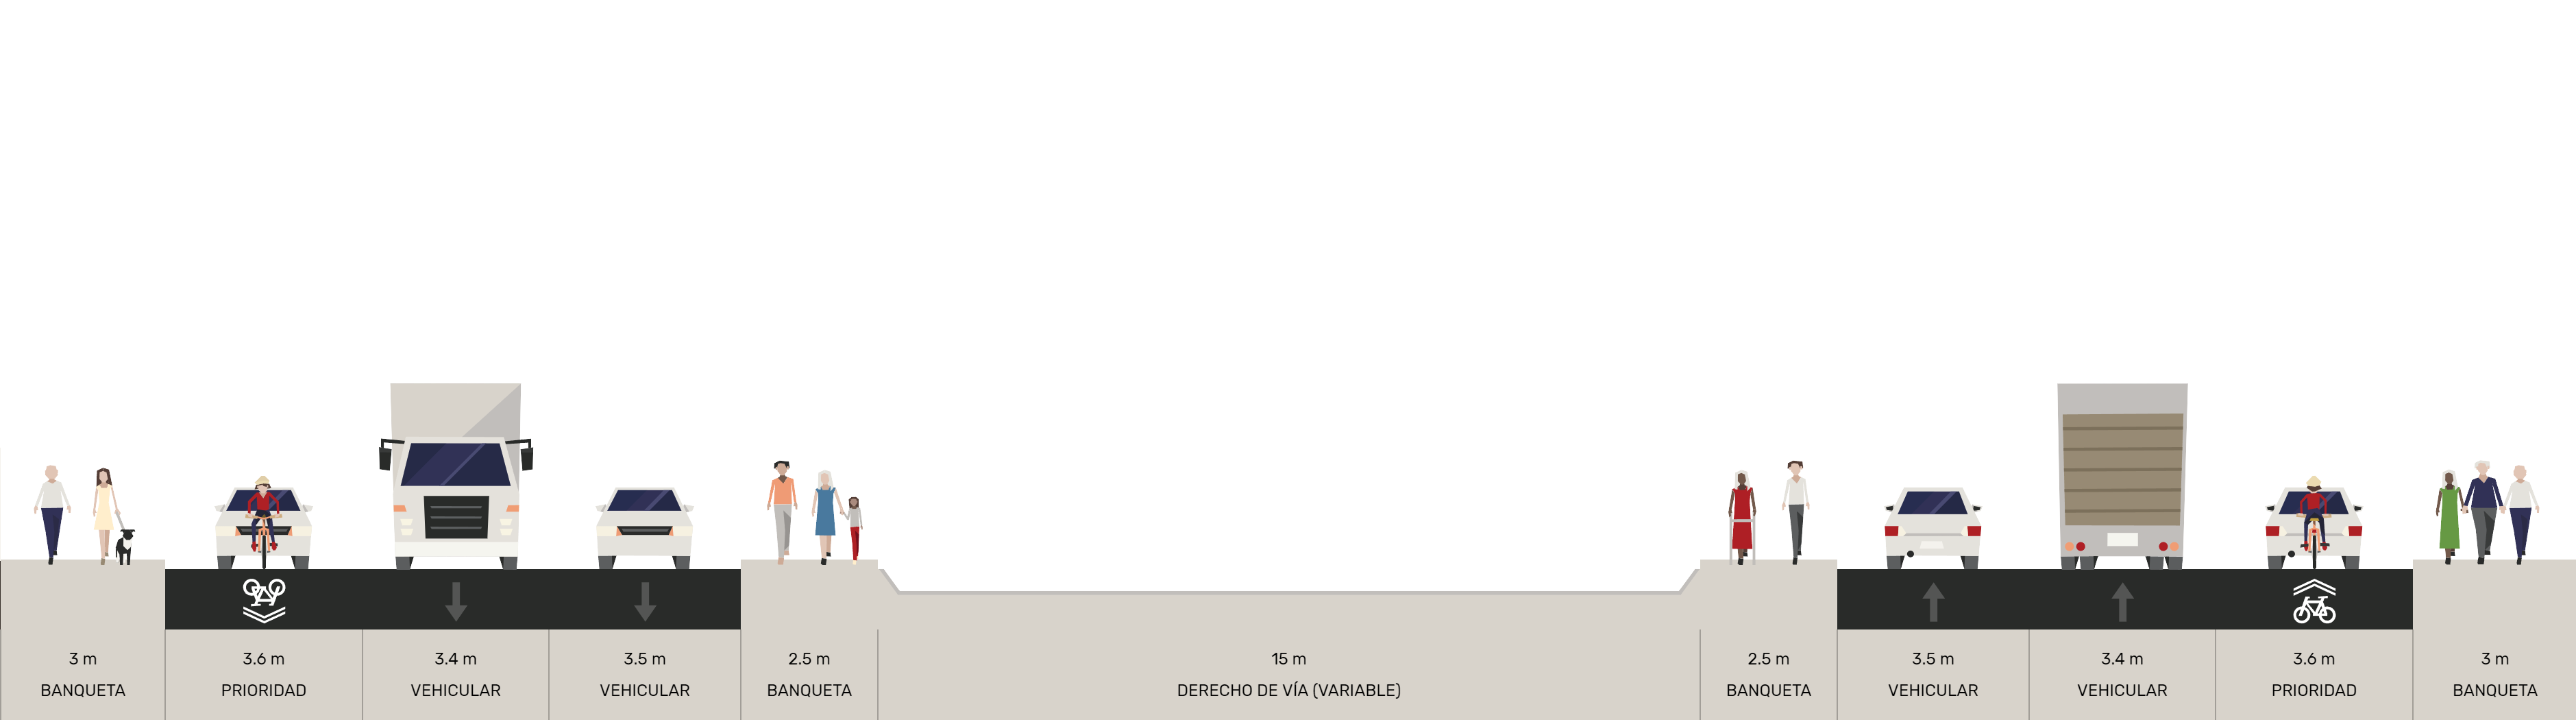 3 m
BANQUETA
3.6 m
PRIORIDAD
3.4 m
VEHICULAR
3.5 m
VEHICULAR
2.5 m
BANQUETA
15 m
DERECHO DE VÍA (VARIABLE)
2.5 m
BANQUETA
3.5 m
VEHICULAR
3.4 m
VEHICULAR
3.6 m
PRIORIDAD
3 m
BANQUETA